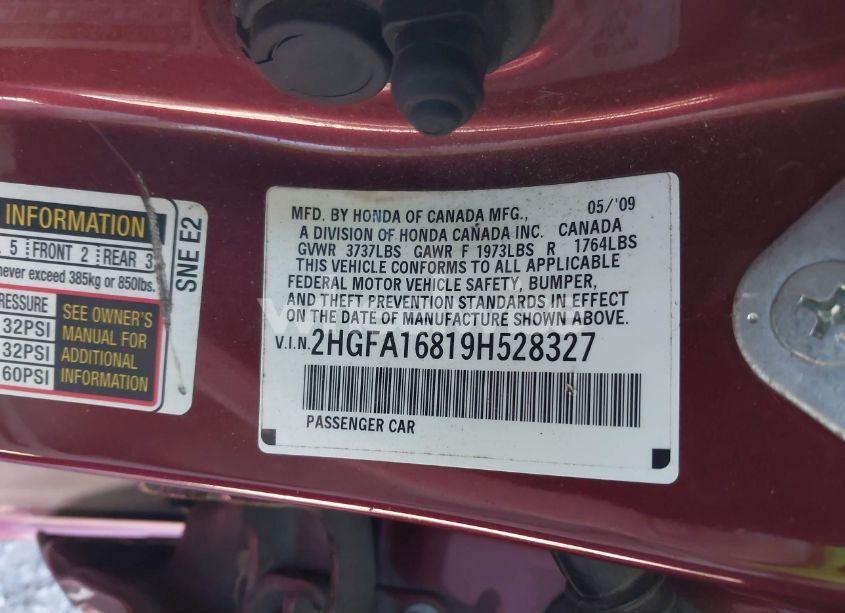 INFORMATION
5 FRONT 2 REAR 3
never exceed 385kg or 850lbs.
PRESSURE
32PSI
32PSI
60PSI
SEE OWNER'S
MANUAL FOR
ADDITIONAL
INFORMATION
SNE E2
MFD. BY HONDA OF CANADA MFG., 05/'09
A DIVISION OF HONDA CANADA INC. CANADA
GVWR 3737LBS GAWR F 1973LBS R 1764LBS
THIS VEHICLE CONFORMS TO ALL APPLICABLE
FEDERAL MOTOR VEHICLE SAFETY, BUMPER,
AND THEFT PREVENTION STANDARDS IN EFFECT
ON THE DATE OF MANUFACTURE SHOWN ABOVE.
V.I.N. 2HGFA16819H528327
PASSENGER CAR